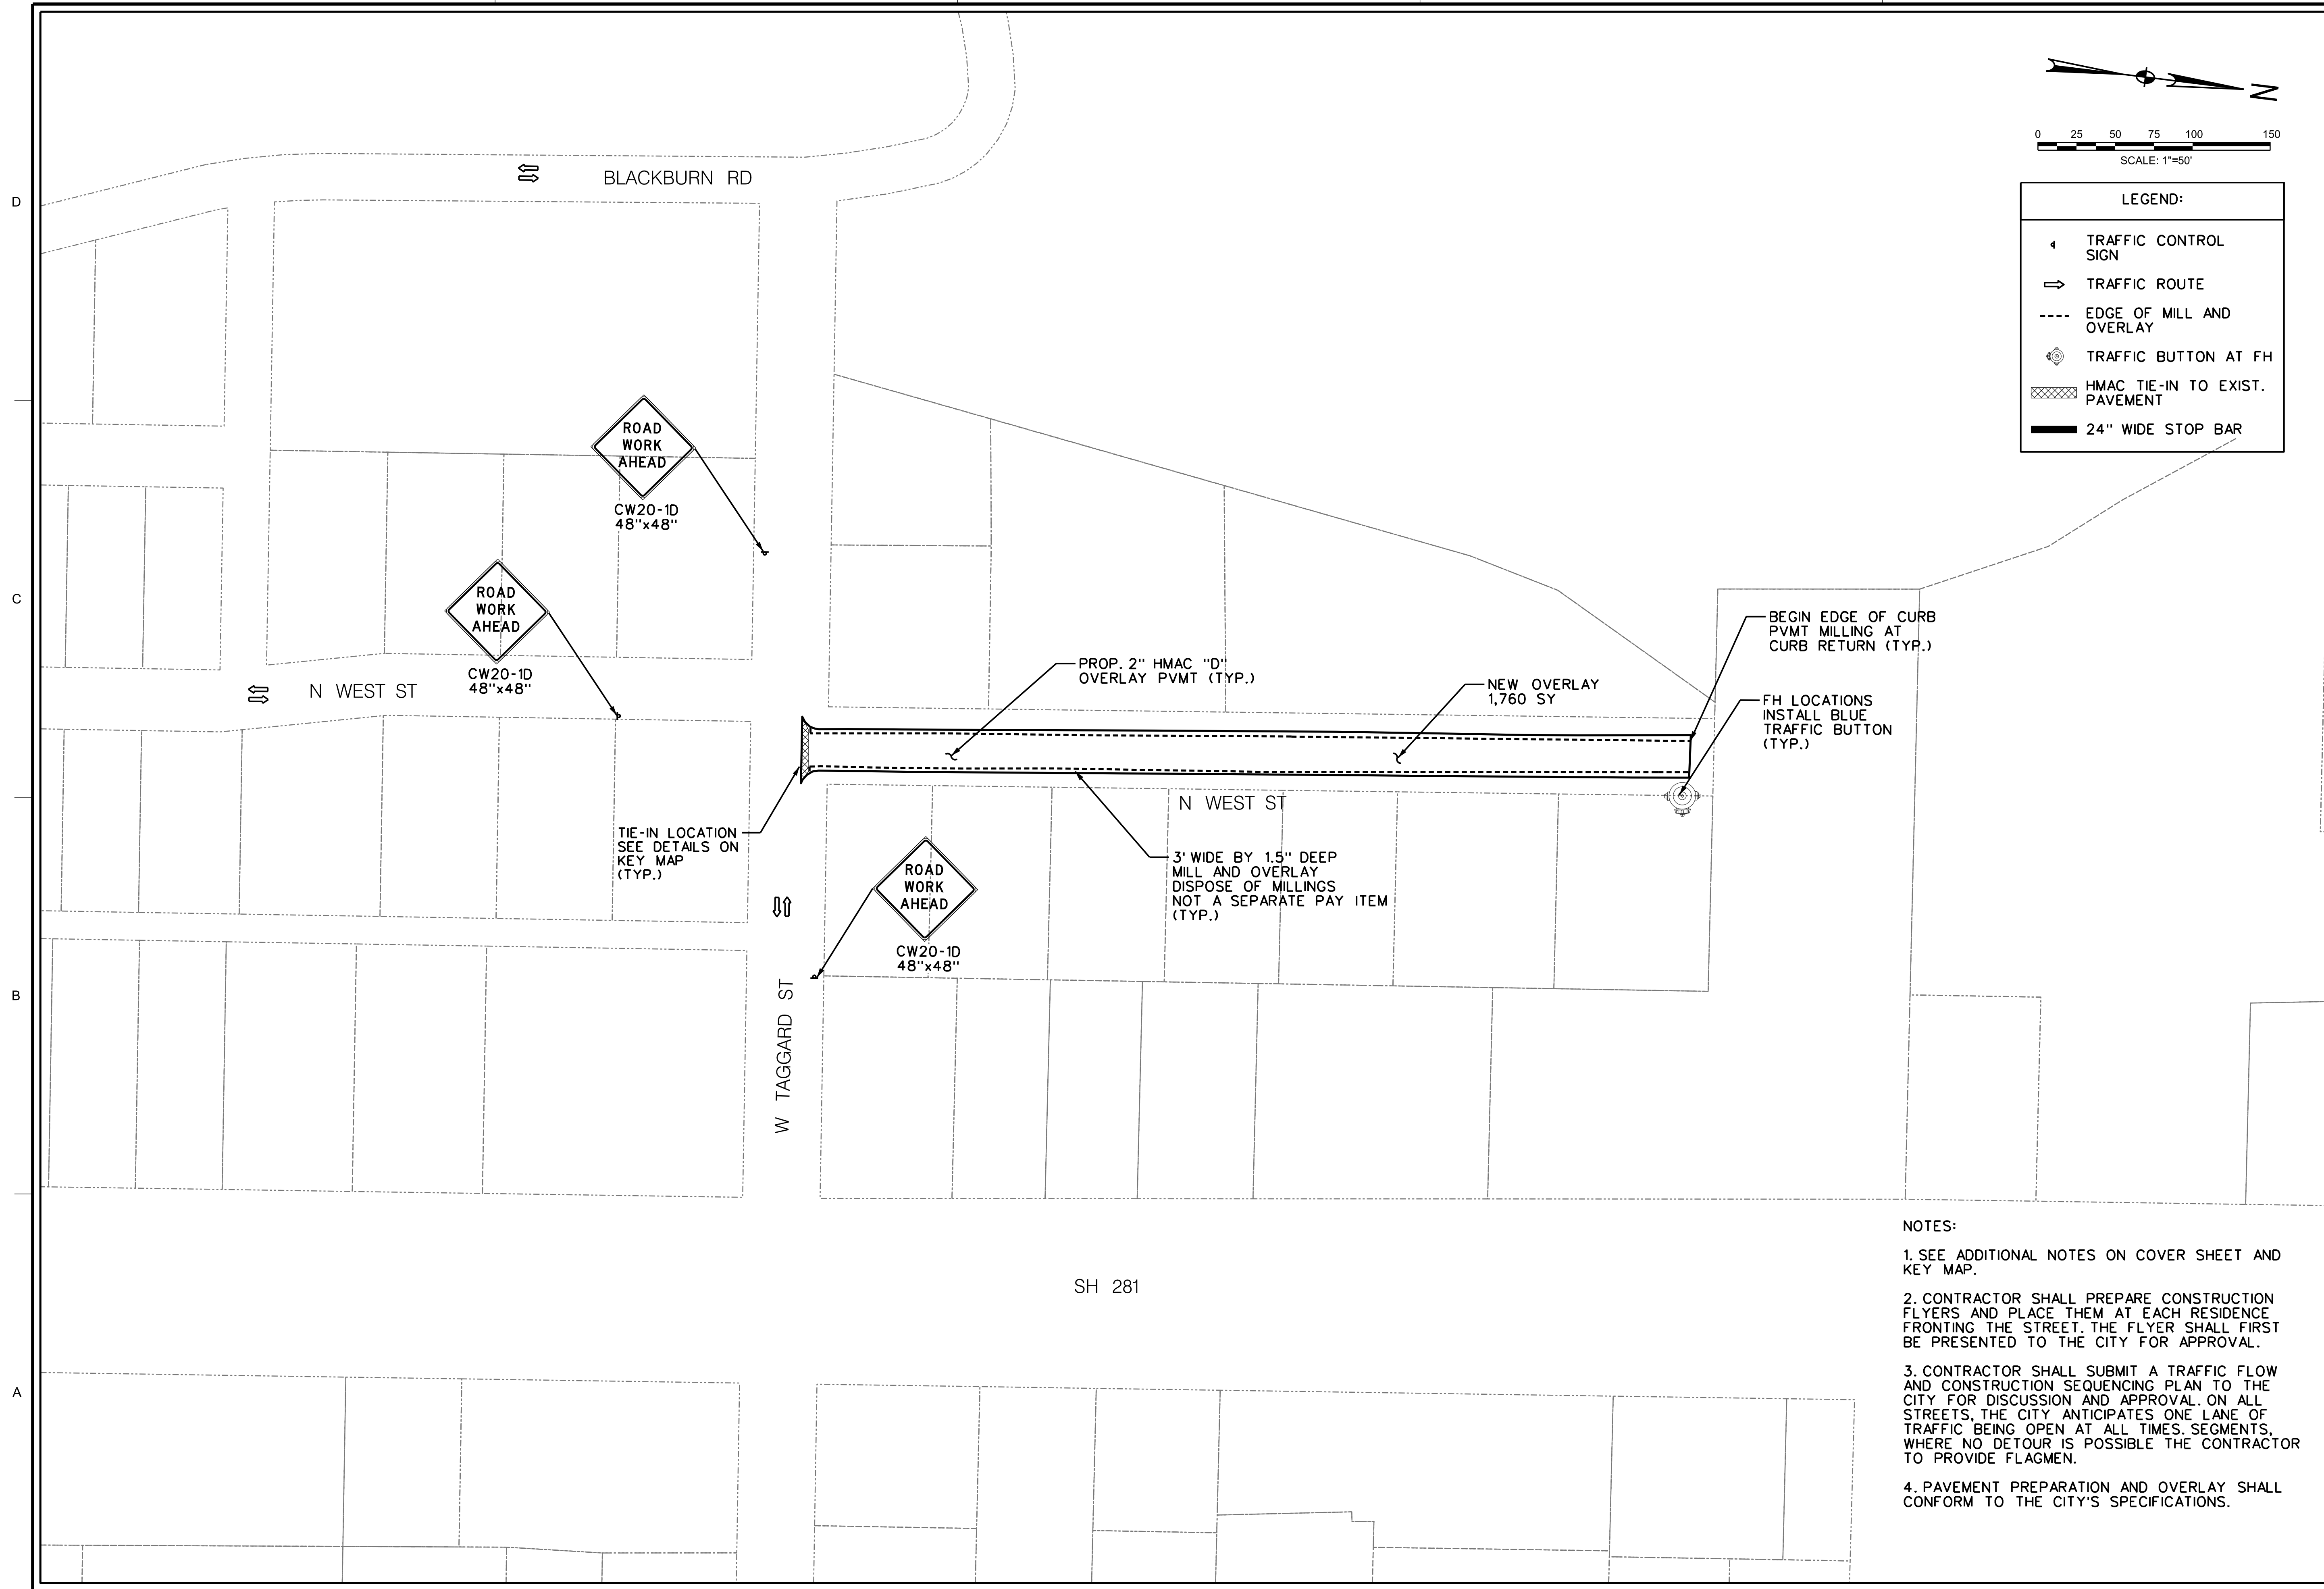 N
0 25 50 75 100 150
SCALE: 1"=50'
LEGEND:
TRAFFIC CONTROL
SIGN
TRAFFIC ROUTE
EDGE OF MILL AND
OVERLAY
TRAFFIC BUTTON AT FH
HMAC TIE-IN TO EXIST.
PAVEMENT
24" WIDE STOP BAR
D
C
B
A
BLACKBURN RD
ROAD
WORK
AHEAD
CW20-1D
48"x48"
ROAD
WORK
AHEAD
CW20-1D
48"x48"
N WEST ST
PROP. 2" HMAC "D"
OVERLAY PVMT (TYP.)
NEW OVERLAY
1,760 SY
BEGIN EDGE OF CURB
PVMT MILLING AT
CURB RETURN (TYP.)
FH LOCATIONS
INSTALL BLUE
TRAFFIC BUTTON
(TYP.)
N WEST ST
TIE-IN LOCATION
SEE DETAILS ON
KEY MAP
(TYP.)
3' WIDE BY 1.5" DEEP
MILL AND OVERLAY
DISPOSE OF MILLINGS
NOT A SEPARATE PAY ITEM
(TYP.)
ROAD
WORK
AHEAD
CW20-1D
48"x48"
W TAGGARD ST
SH 281
NOTES:
1. SEE ADDITIONAL NOTES ON COVER SHEET AND
KEY MAP.
2. CONTRACTOR SHALL PREPARE CONSTRUCTION
FLYERS AND PLACE THEM AT EACH RESIDENCE
FRONTING THE STREET. THE FLYER SHALL FIRST
BE PRESENTED TO THE CITY FOR APPROVAL.
3. CONTRACTOR SHALL SUBMIT A TRAFFIC FLOW
AND CONSTRUCTION SEQUENCING PLAN TO THE
CITY FOR DISCUSSION AND APPROVAL. ON ALL
STREETS, THE CITY ANTICIPATES ONE LANE OF
TRAFFIC BEING OPEN AT ALL TIMES. SEGMENTS,
WHERE NO DETOUR IS POSSIBLE THE CONTRACTOR
TO PROVIDE FLAGMEN.
4. PAVEMENT PREPARATION AND OVERLAY SHALL
CONFORM TO THE CITY'S SPECIFICATIONS.